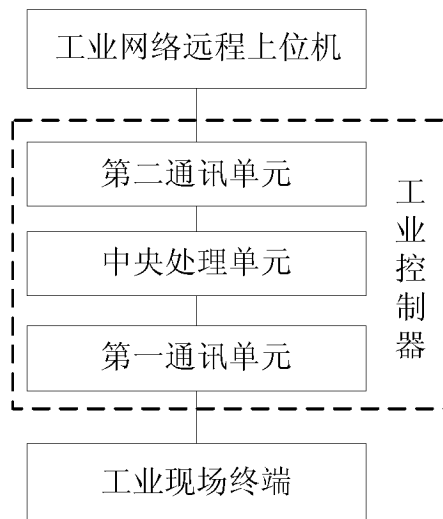 工业网络远程上位机
第二通讯单元
中央处理单元
第一通讯单元
工业控制器
工业现场终端